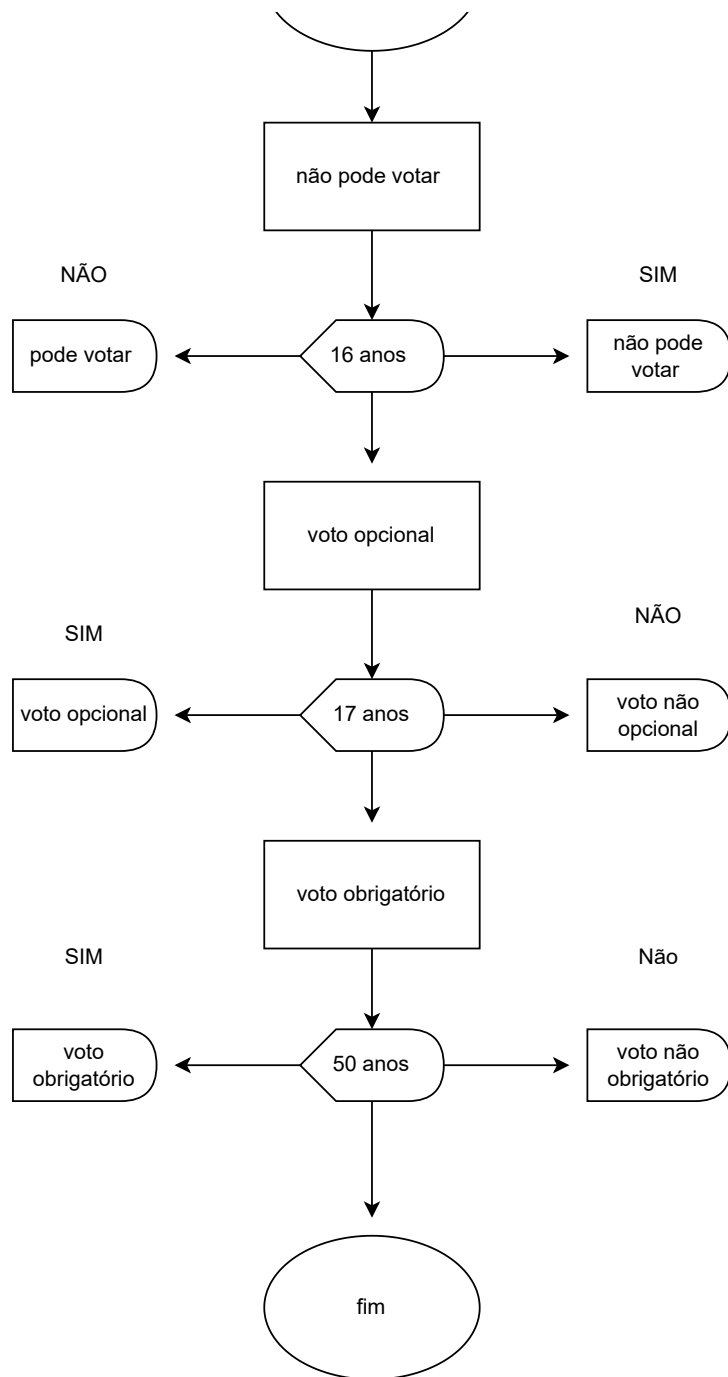 não pode votar
NÃO
SIM
pode votar
16 anos
não pode
votar
voto opcional
SIM
NÃO
voto opcional
17 anos
voto não
opcional
voto obrigatório
SIM
Não
voto
obrigatório
50 anos
voto não
obrigatório
fim